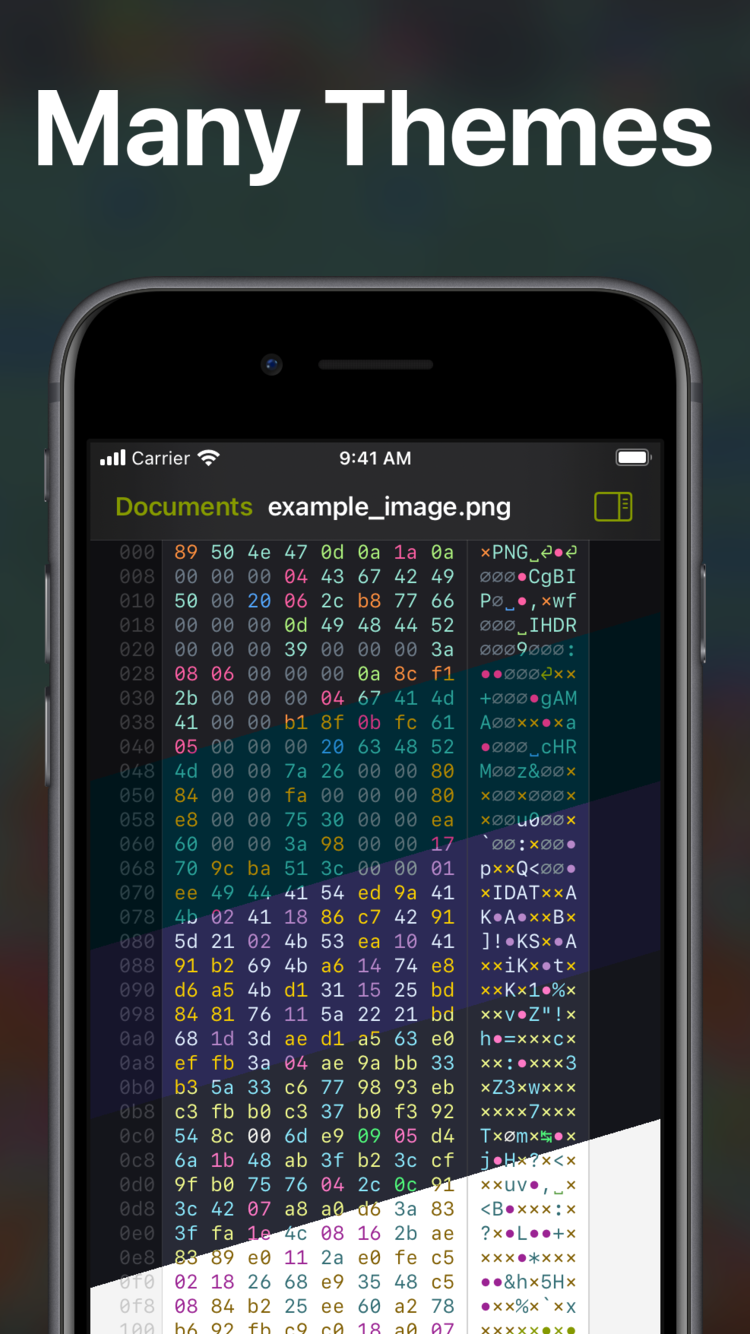 Many Themes
Carrier 9:41 AM
Documents example_image.png
000 89 50 4e 47 0d 0a 1a 0a ×PNG␣⏎•⏎
008 00 00 00 04 43 67 42 49 ∅∅∅•CgBI
010 50 00 20 06 2c b8 77 66 P∅␣•,×wf
018 00 00 00 0d 49 48 44 52 ∅∅∅␣IHDR
020 00 00 00 39 00 00 00 3a ∅∅∅9∅∅∅:
028 08 06 00 00 00 0a 8c f1 ••∅∅∅⏎××
030 2b 00 00 00 04 67 41 4d +∅∅∅•gAM
038 41 00 00 b1 8f 0b fc 61 A∅∅××•×a
040 05 00 00 00 20 63 48 52 •∅∅∅␣cHR
048 4d 00 00 7a 26 00 00 80 M∅∅z&∅∅×
050 84 00 00 fa 00 00 00 80 ×∅∅×∅∅∅×
058 e8 00 00 75 30 00 00 ea ×∅∅u0∅∅×
060 60 00 00 3a 98 00 00 17 `∅∅:×∅∅•
068 70 9c ba 51 3c 00 00 01 p××Q<∅∅•
070 ee 49 44 41 54 ed 9a 41 ×IDAT××A
078 4b 02 41 18 86 c7 42 91 K•A•××B×
080 5d 21 02 4b 53 ea 10 41 ]!•KS×•A
088 91 b2 69 4b a6 14 74 e8 ××iK×•t×
090 d6 a5 4b d1 31 15 25 bd ××K×1•%×
098 84 81 76 11 5a 22 21 bd ××v•Z"!×
0a0 68 1d 3d ae d1 a5 63 e0 h•=×××c×
0a8 ef fb 3a 04 ae 9a bb 33 ××:•×××3
0b0 b3 5a 33 c6 77 98 93 eb ×Z3×w×××
0b8 c3 fb b0 c3 37 b0 f3 92 ××××7×××
0c0 54 8c 00 6d e9 09 05 d4 T×∅m×↹•×
0c8 6a 1b 48 ab 3f b2 3c cf j•H×?×<×
0d0 9f b0 75 76 04 2c 0c 91 ××uv•,␣×
0d8 3c 42 07 a8 a0 d6 3a 83 <B•×××:×
0e0 3f fa 1e 4c 08 16 2b ae ?×•L••+×
0e8 83 89 e0 11 2a e0 fe c5 ×××•*×××
0f0 02 18 26 68 e9 35 48 c5 ••&h×5H×
0f8 08 84 b2 25 ee 60 a2 78 •××%×`×x
100 b6 92 fb c9 c0 18 a0 07 ×××××•×•